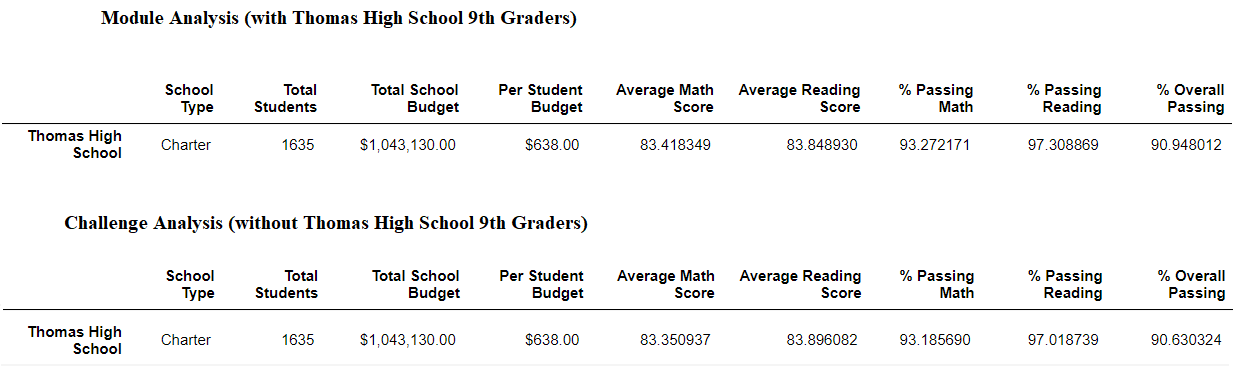 Module Analysis (with Thomas High School 9th Graders)
School Type Total Students Total School Budget Per Student Budget Average Math Score Average Reading Score % Passing Math % Passing Reading % Overall Passing
Thomas High School Charter 1635 $1,043,130.00 $638.00 83.418349 83.848930 93.272171 97.308869 90.948012
Challenge Analysis (without Thomas High School 9th Graders)
School Type Total Students Total School Budget Per Student Budget Average Math Score Average Reading Score % Passing Math % Passing Reading % Overall Passing
Thomas High School Charter 1635 $1,043,130.00 $638.00 83.350937 83.896082 93.185690 97.018739 90.630324